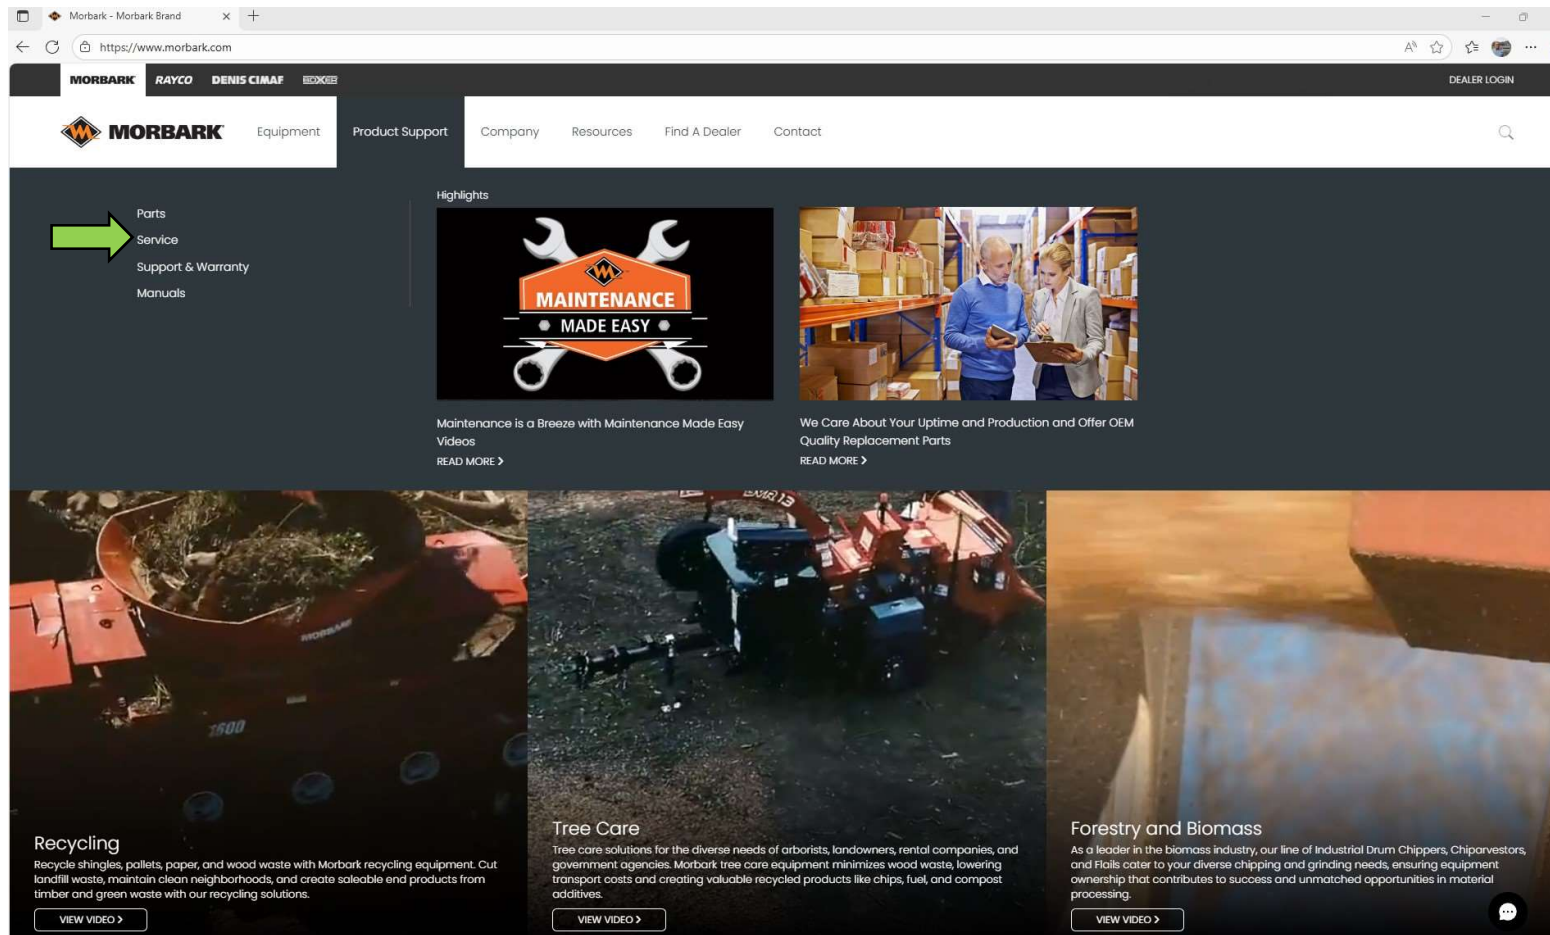 Morbark - Morbark Brand
https://www.morbark.com
MORBARK RAYCO DENIS CIMAF BOXER
DEALER LOGIN
MORBARK
Equipment
Product Support
Company
Resources
Find A Dealer
Contact
Parts
Service
Support & Warranty
Manuals
Highlights
MAINTENANCE
MADE EASY
Maintenance is a Breeze with Maintenance Made Easy
Videos
READ MORE >
We Care About Your Uptime and Production and Offer OEM
Quality Replacement Parts
READ MORE >
MORBARK
1600
Recycling
Recycle shingles, pallets, paper, and wood waste with Morbark recycling equipment. Cut
landfill waste, maintain clean neighborhoods, and create saleable end products from
timber and green waste with our recycling solutions.
VIEW VIDEO >
Tree Care
Tree care solutions for the diverse needs of arborists, landowners, rental companies, and
government agencies. Morbark tree care equipment minimizes wood waste, lowering
transport costs and creating valuable recycled products like chips, fuel, and compost
additives.
VIEW VIDEO >
Forestry and Biomass
As a leader in the biomass industry, our line of Industrial Drum Chippers, Chiparvestors,
and Flails cater to your diverse chipping and grinding needs, ensuring equipment
ownership that contributes to success and unmatched opportunities in material
processing.
VIEW VIDEO >